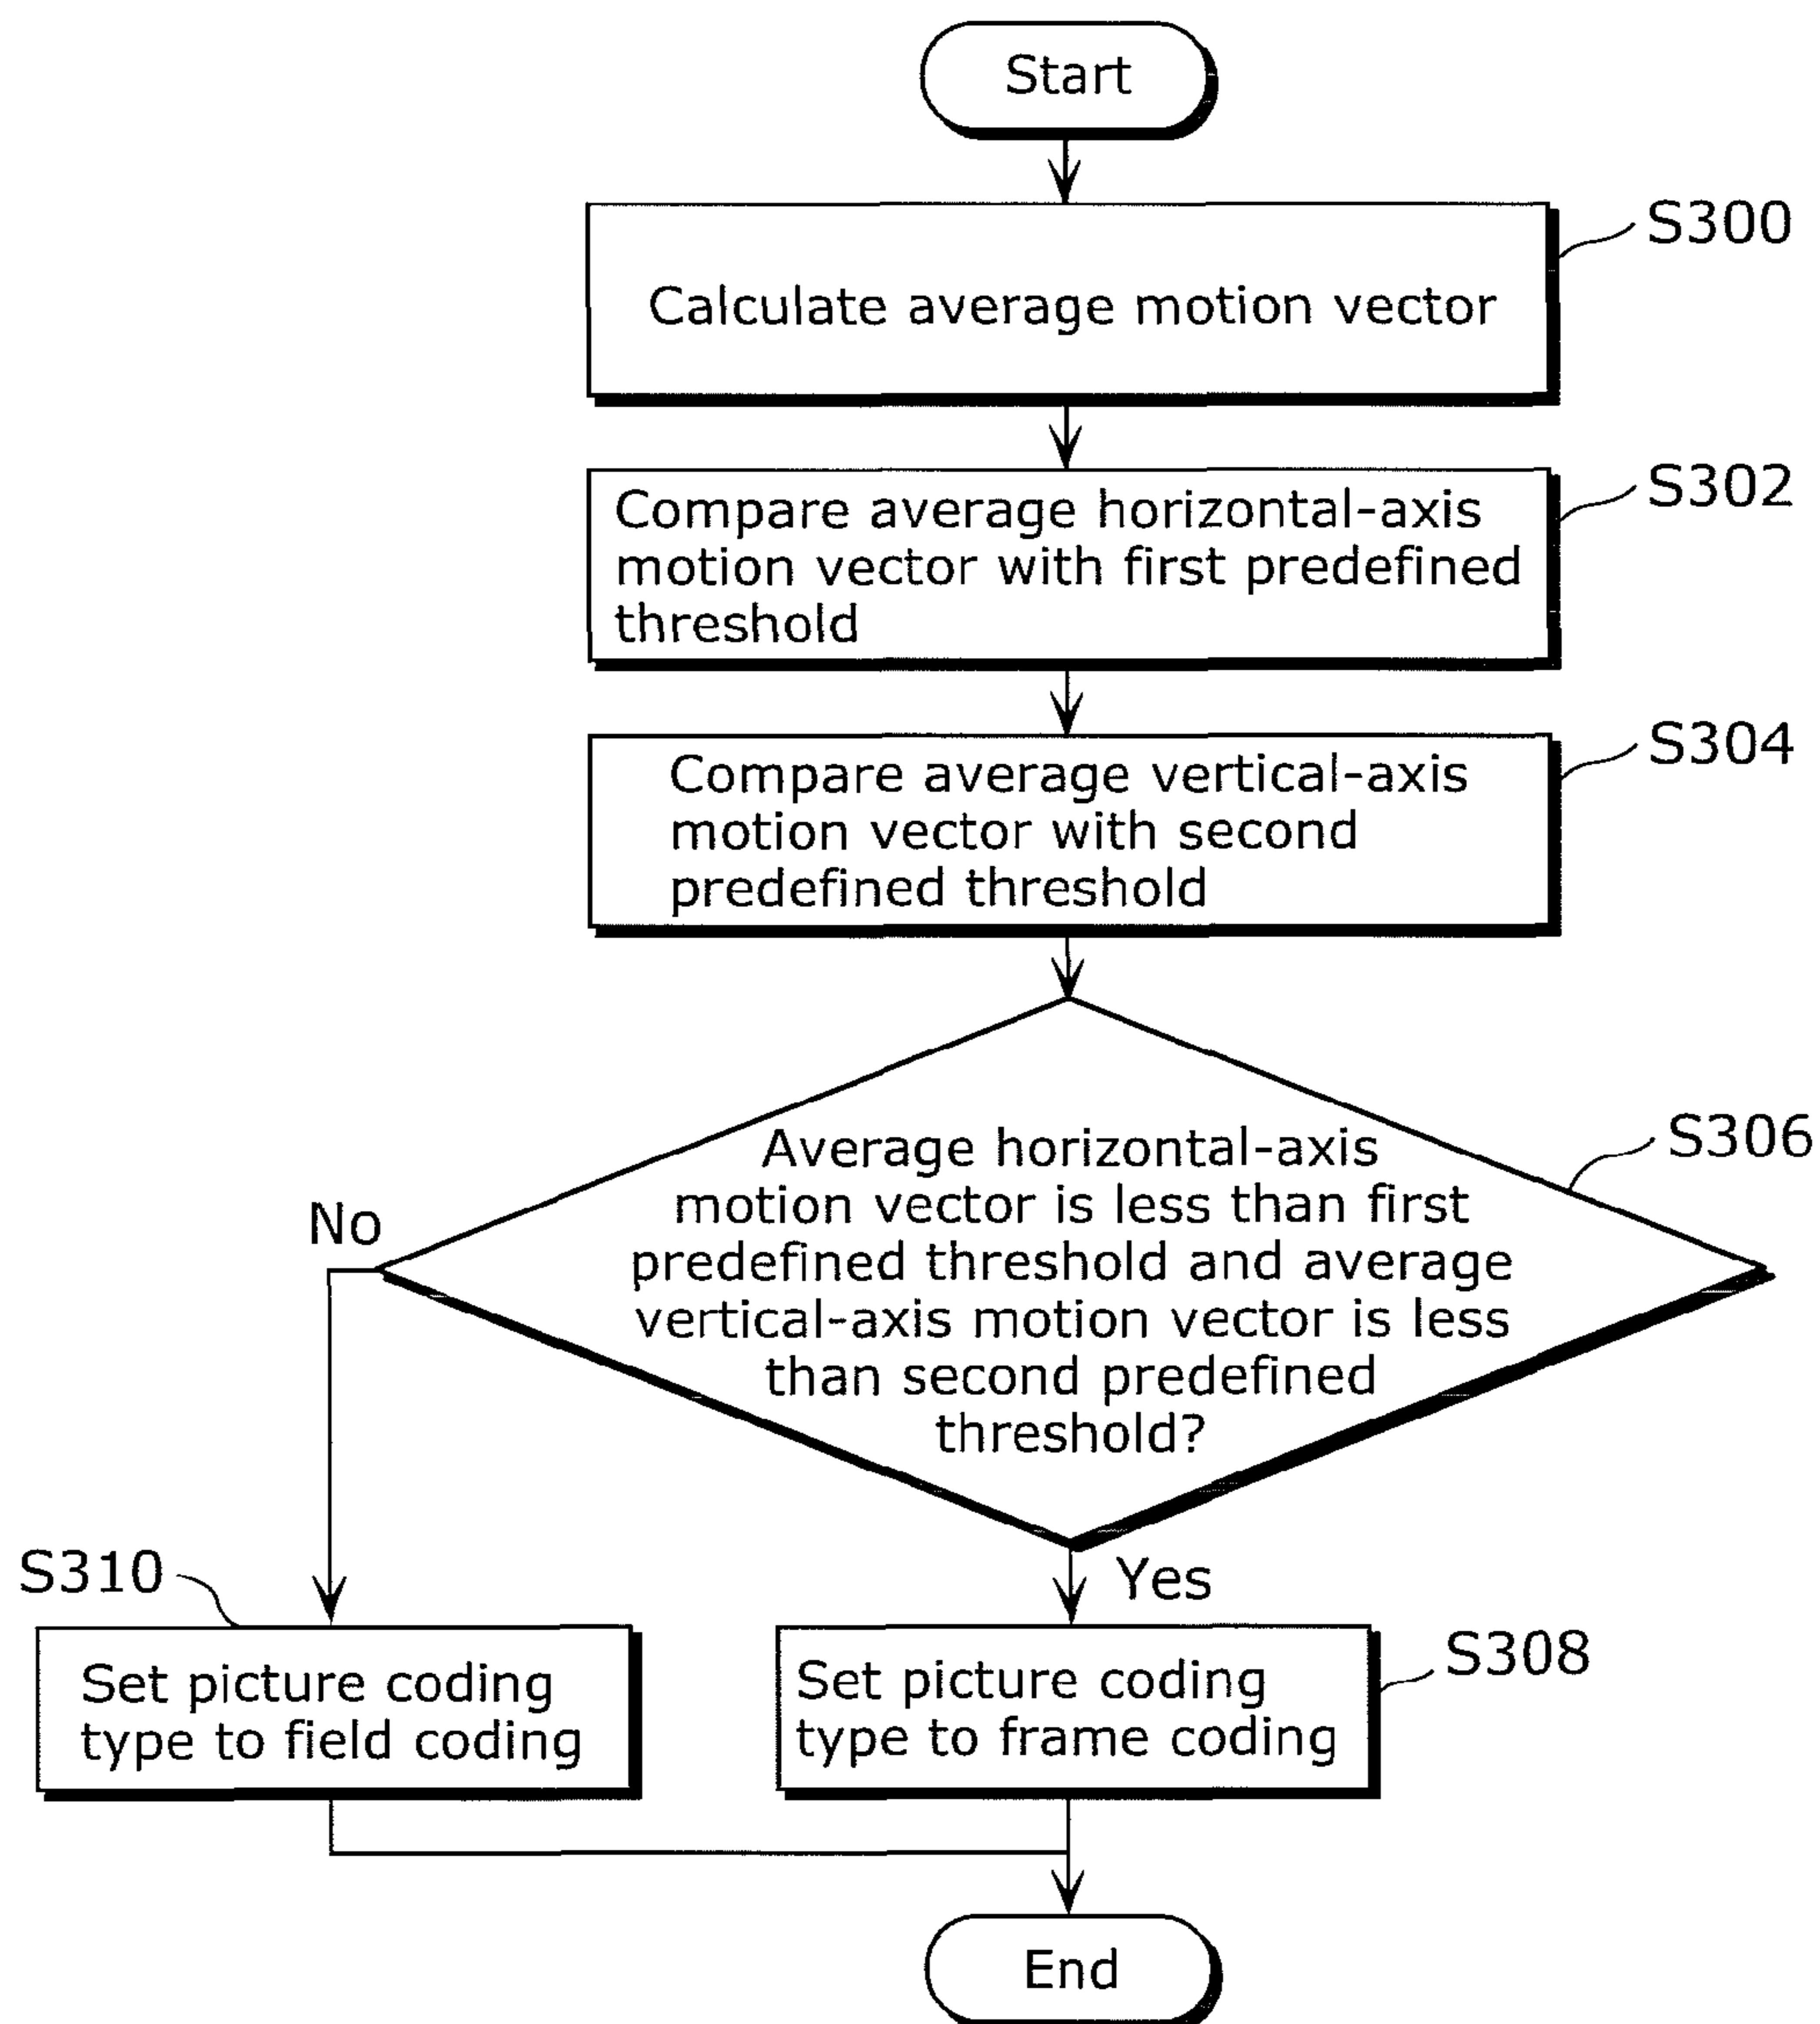 Start
S300
Calculate average motion vector
S302
Compare average horizontal-axis
motion vector with first predefined
threshold
S304
Compare average vertical-axis
motion vector with second
predefined threshold
S306
Average horizontal-axis
motion vector is less than first
predefined threshold and average
vertical-axis motion vector is less
than second predefined
threshold?
No
Yes
S310
Set picture coding
type to field coding
S308
Set picture coding
type to frame coding
End